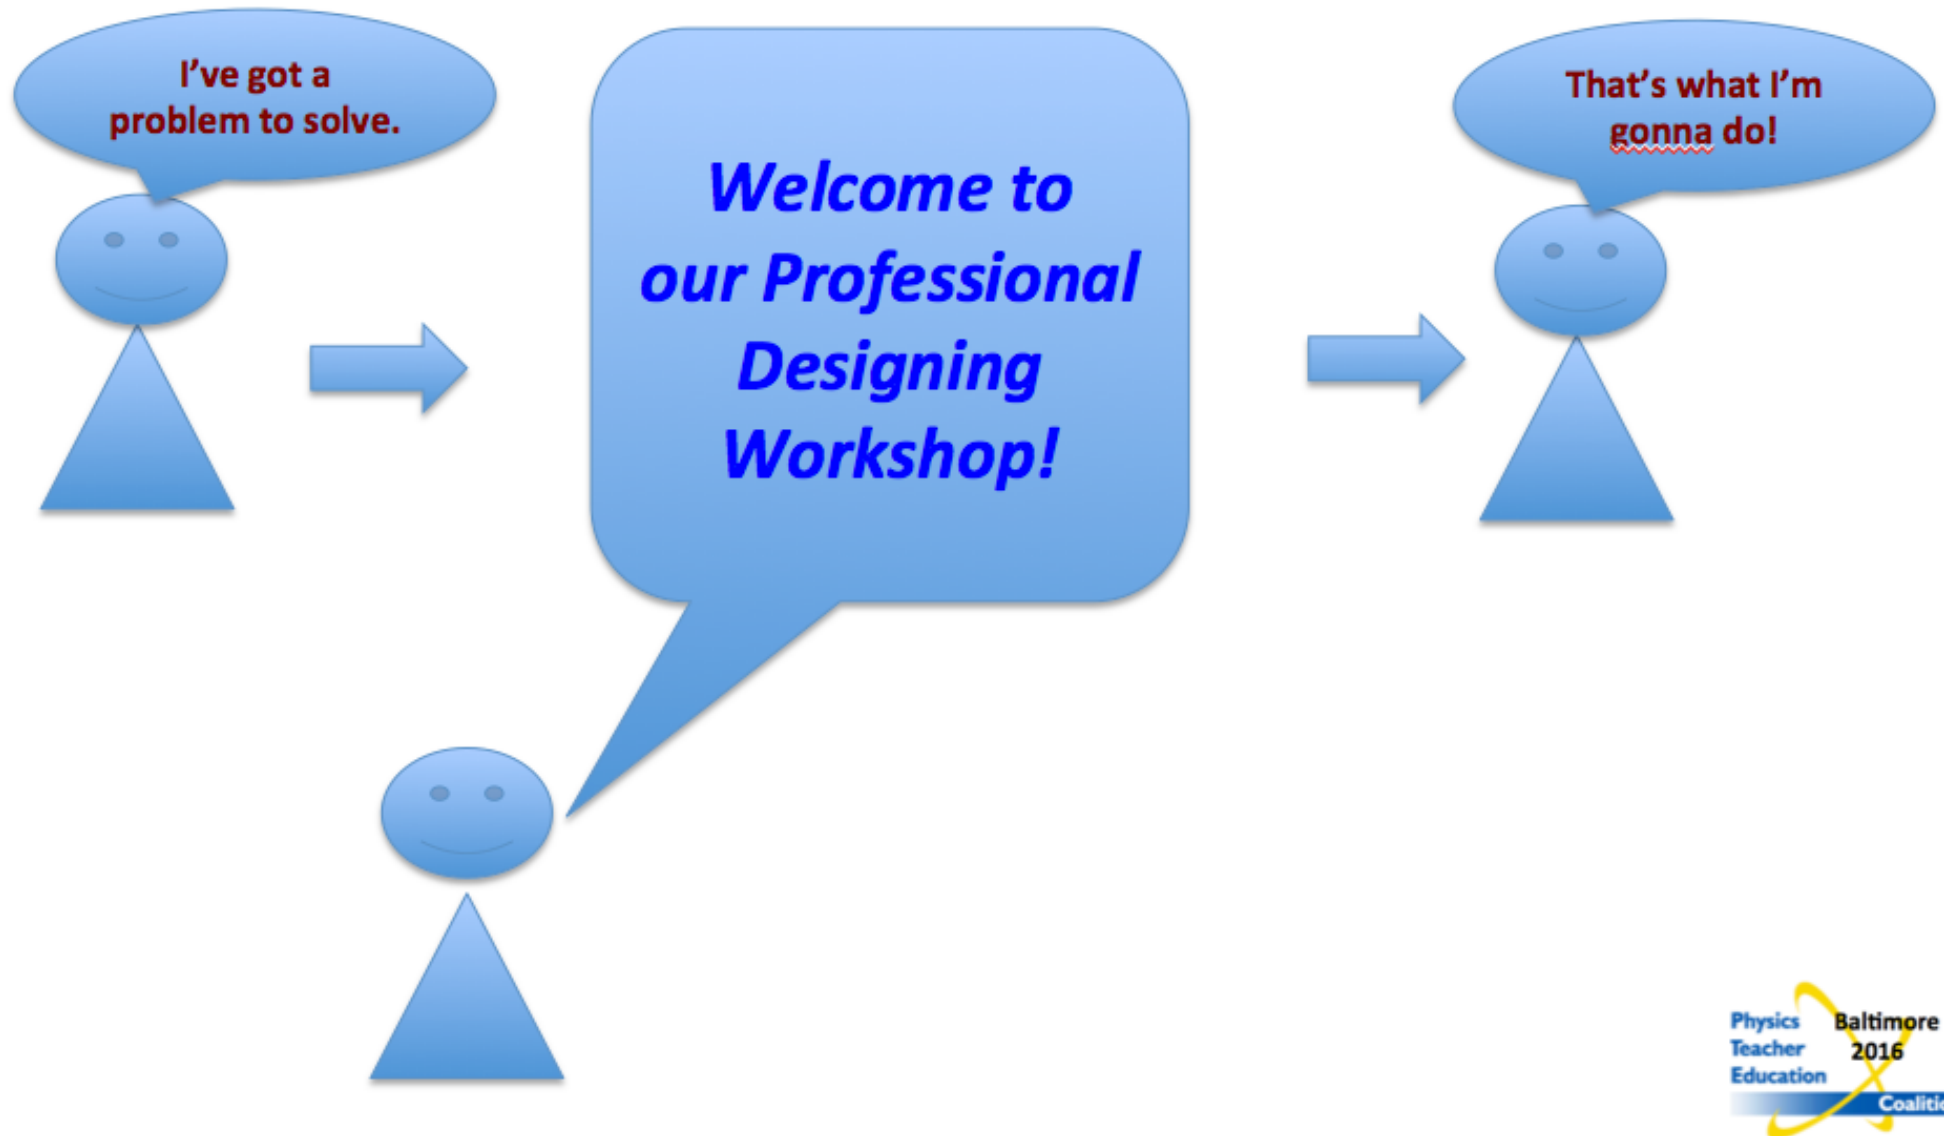 I've got a
problem to solve.
Welcome to
our Professional
Designing
Workshop!
That's what I'm
gonna do!
Physics
Teacher
Education
Baltimore
2016